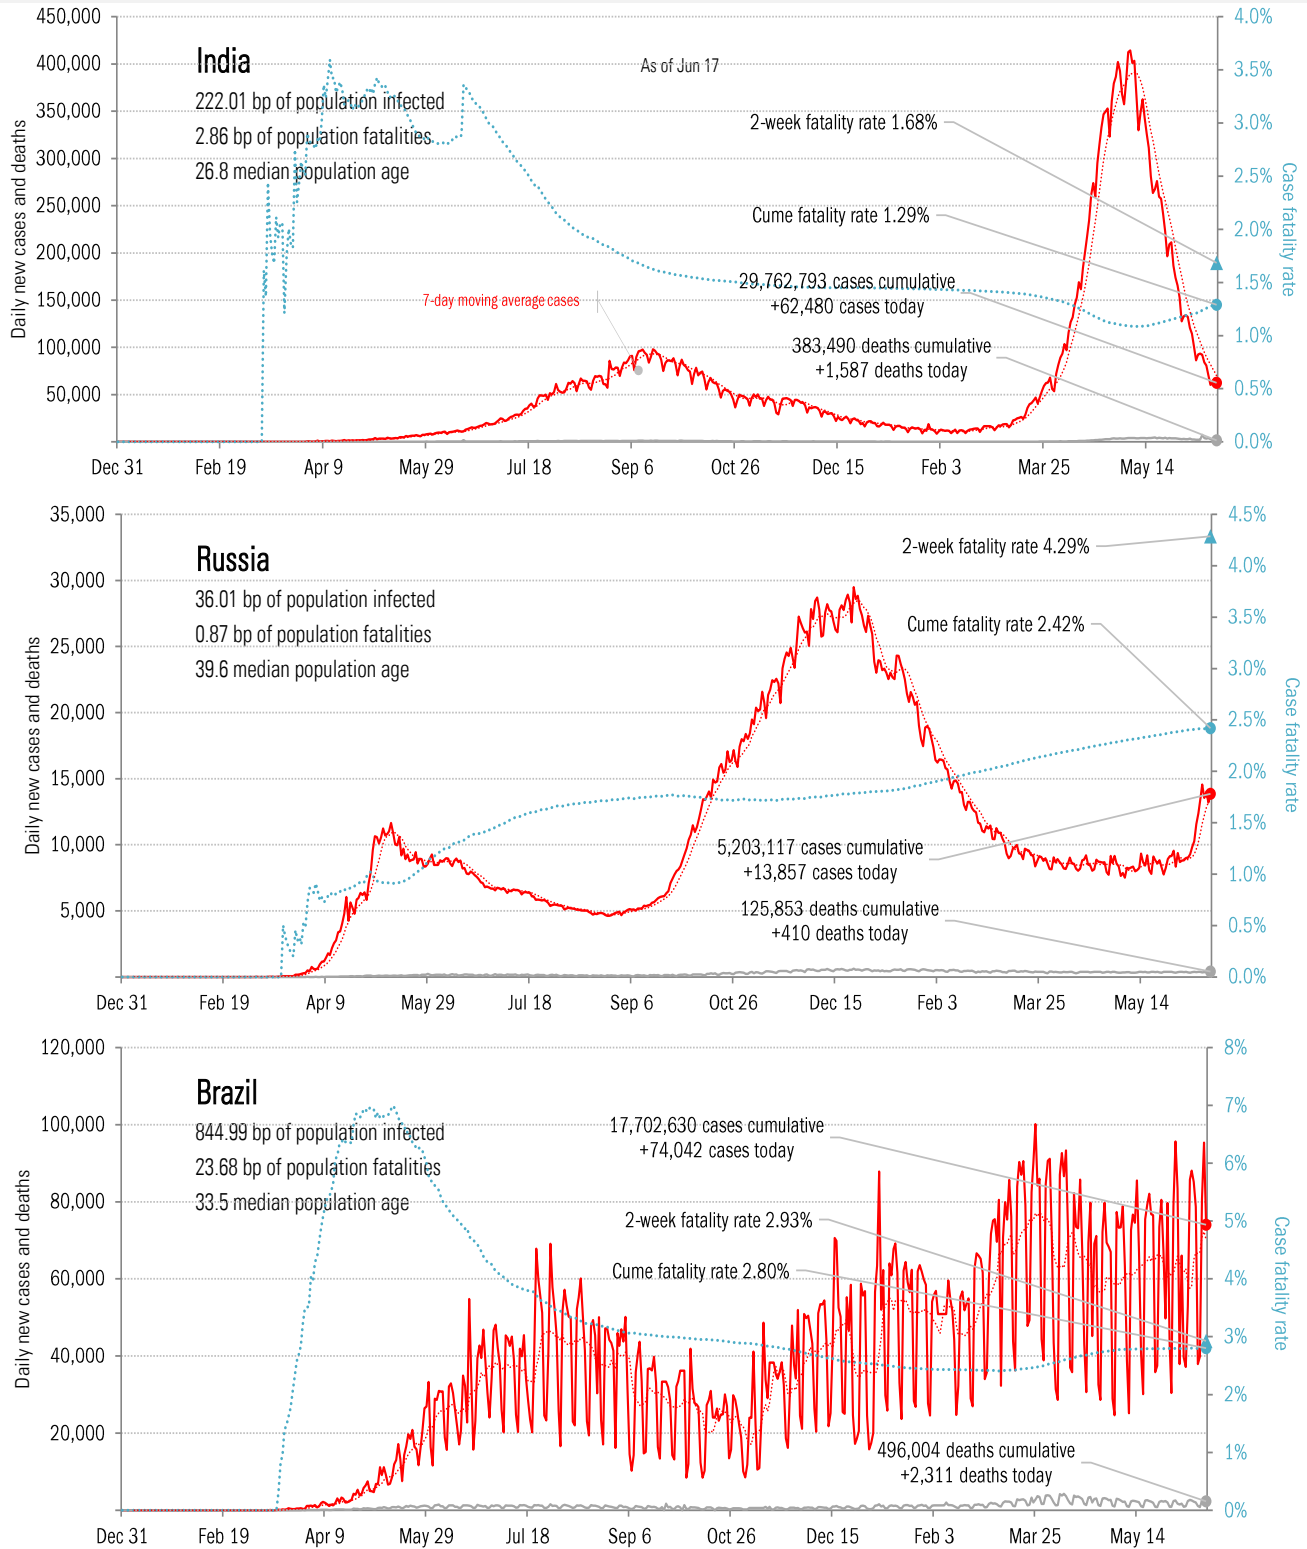 450,000
400,000
350,000
300,000
250,000
200,000
150,000
100,000
50,000
Daily new cases and deaths
India
222.01 bp of population infected
2.86 bp of population fatalities
26.8 median population age
As of Jun 17
2-week fatality rate 1.68%
Cume fatality rate 1.29%
29,762,793 cases cumulative
+62,480 cases today
7-day moving average cases
383,490 deaths cumulative
+1,587 deaths today
4.0%
3.5%
3.0%
2.5%
2.0%
1.5%
1.0%
0.5%
0.0%
Case fatality rate
Dec 31 Feb 19 Apr 9 May 29 Jul 18 Sep 6 Oct 26 Dec 15 Feb 3 Mar 25 May 14
35,000
30,000
25,000
20,000
15,000
10,000
5,000
Daily new cases and deaths
Russia
36.01 bp of population infected
0.87 bp of population fatalities
39.6 median population age
2-week fatality rate 4.29%
Cume fatality rate 2.42%
5,203,117 cases cumulative
+13,857 cases today
125,853 deaths cumulative
+410 deaths today
4.5%
4.0%
3.5%
3.0%
2.5%
2.0%
1.5%
1.0%
0.5%
0.0%
Case fatality rate
Dec 31 Feb 19 Apr 9 May 29 Jul 18 Sep 6 Oct 26 Dec 15 Feb 3 Mar 25 May 14
120,000
100,000
80,000
60,000
40,000
20,000
Daily new cases and deaths
Brazil
844.99 bp of population infected
23.68 bp of population fatalities
33.5 median population age
17,702,630 cases cumulative
+74,042 cases today
2-week fatality rate 2.93%
Cume fatality rate 2.80%
496,004 deaths cumulative
+2,311 deaths today
8%
7%
6%
5%
4%
3%
2%
1%
0%
Case fatality rate
Dec 31 Feb 19 Apr 9 May 29 Jul 18 Sep 6 Oct 26 Dec 15 Feb 3 Mar 25 May 14